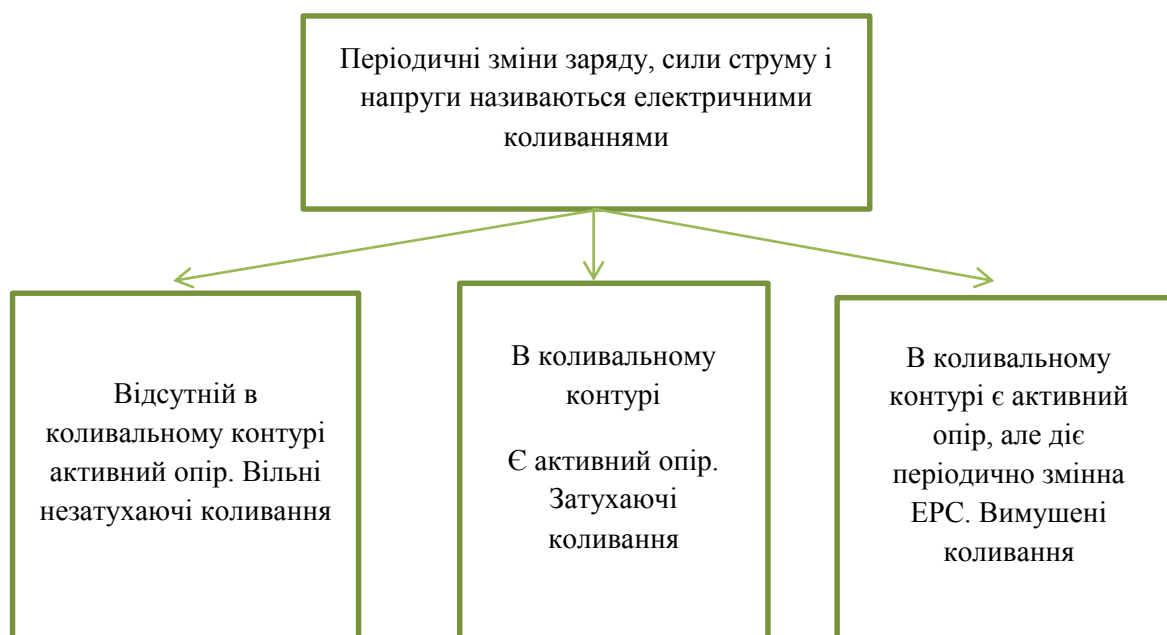 Періодичні зміни заряду, сили струму і
напруги називаються електричними
коливаннями
Відсутній в
коливальному контурі
активний опір. Вільні
незатухаючі коливання
В коливальному
контурі
Є активний опір.
Затухаючі
коливання
В коливальному
контурі є активний
опір, але діє
періодично змінна
ЕРС. Вимушені
коливання